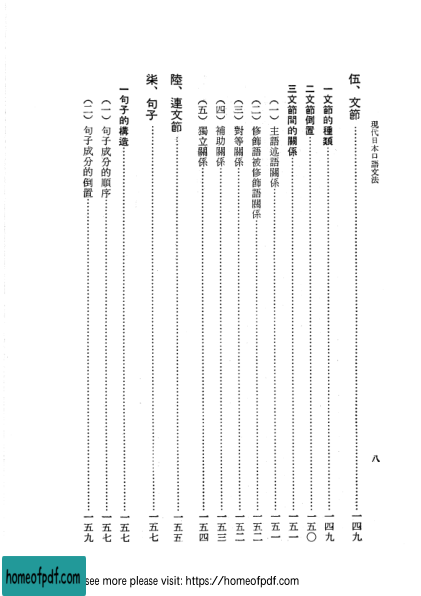 現代日本口語文法
八
伍、文節……一四九
一文節的種類……一四九
二文節倒置……一五〇
三文節間的關係……一五一
（一）主語述語關係……一五一
（二）修飾語被修飾語關係……一五二
（三）對等關係……一五二
（四）補助關係……一五三
（五）獨立關係……一五四
陸、連文節……一五五
柒、句子……一五七
一句子的構造……一五七
（一）句子成分的順序……一五七
（二）句子成分的倒置……一五九
homeofpdf.com
see more please visit: https://homeofpdf.com